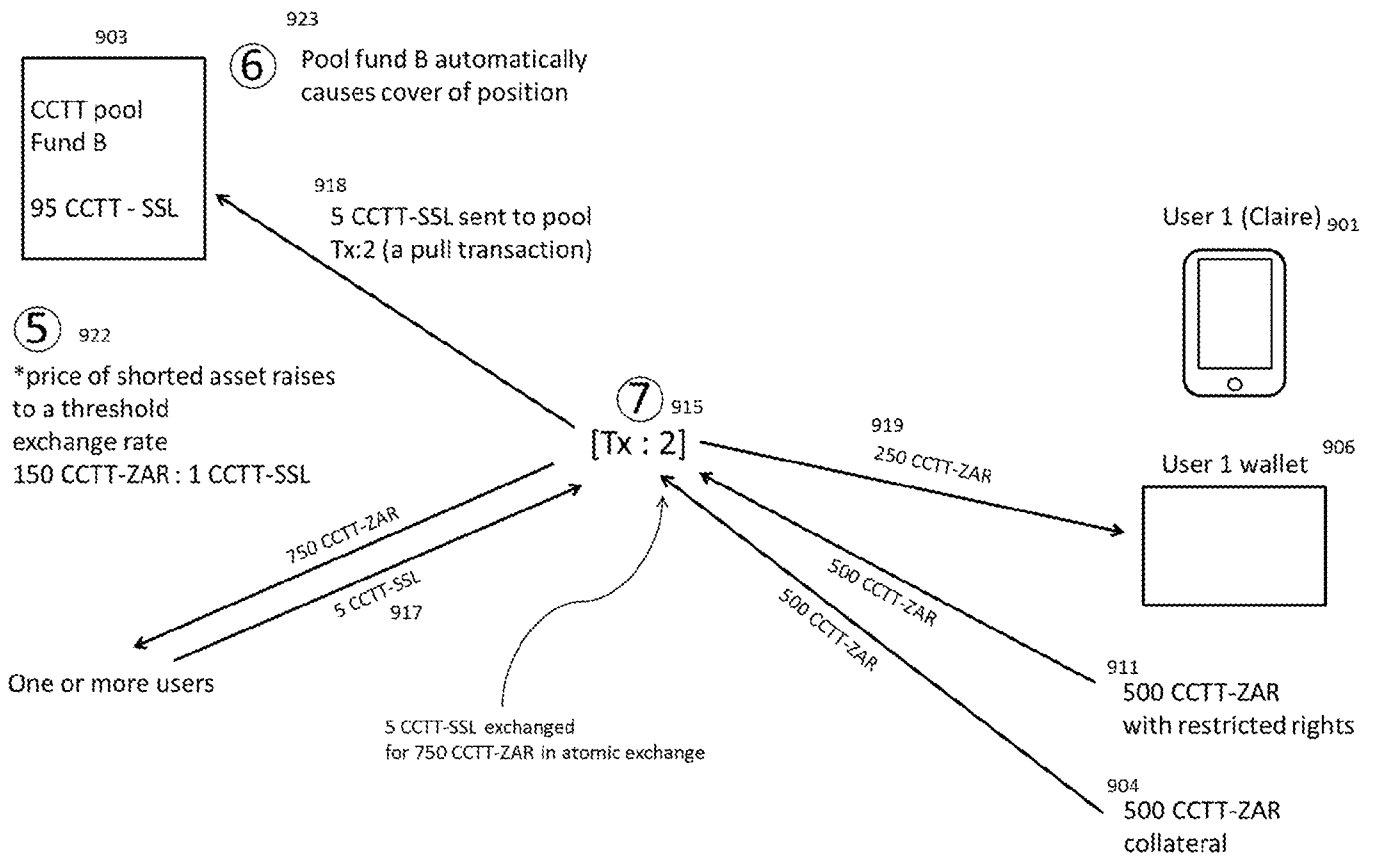 903
CCTT pool
Fund B
95 CCTT - SSL
923
6
Pool fund B automatically
causes cover of position
918
5 CCTT-SSL sent to pool
Tx:2 (a pull transaction)
User 1 (Claire) 901
5 922
*price of shorted asset raises
to a threshold
exchange rate
150 CCTT-ZAR : 1 CCTT-SSL
7 915
[Tx : 2]
919
250 CCTT-ZAR
User 1 wallet 906
750 CCTT-ZAR
5 CCTT-SSL
917
500 CCTT-ZAR
500 CCTT-ZAR
One or more users
911
500 CCTT-ZAR
with restricted rights
5 CCTT-SSL exchanged
for 750 CCTT-ZAR in atomic exchange
904
500 CCTT-ZAR
collateral